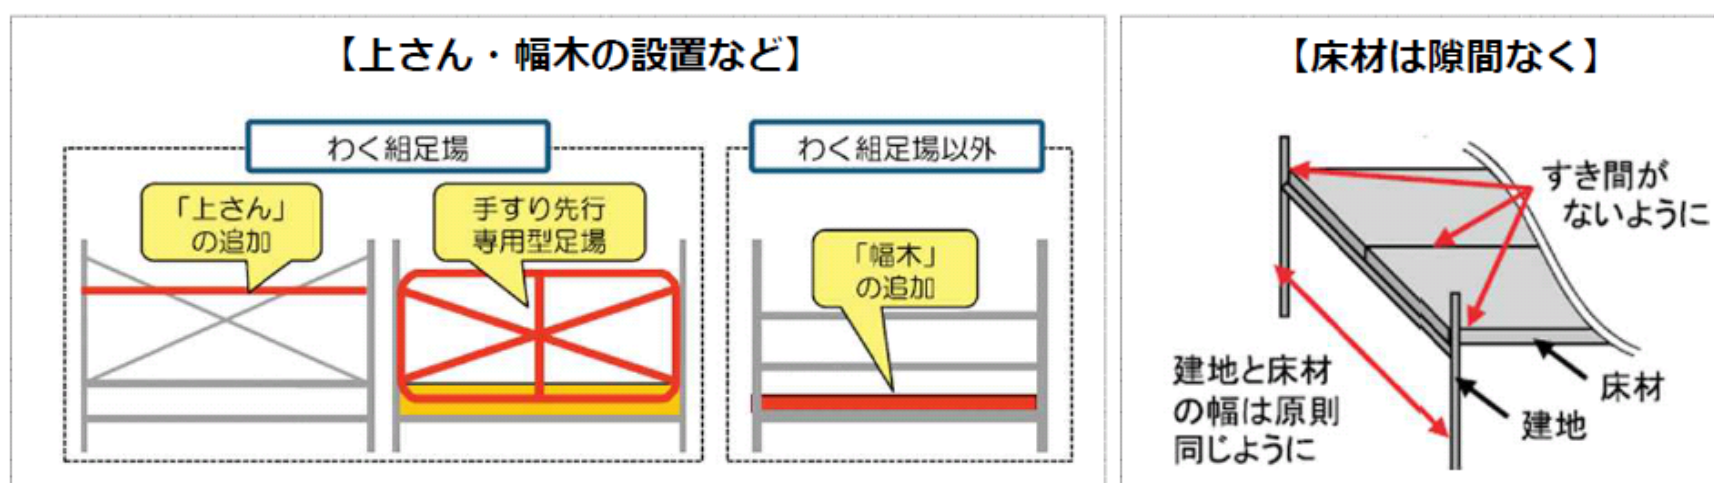 【上さん・幅木の設置など】
わく組足場
「上さん」
の追加
手すり先行
専用型足場
わく組足場以外
「幅木」
の追加
【床材は隙間なく】
すき間が
ないように
建地と床材
の幅は原則
同じように
床材
建地